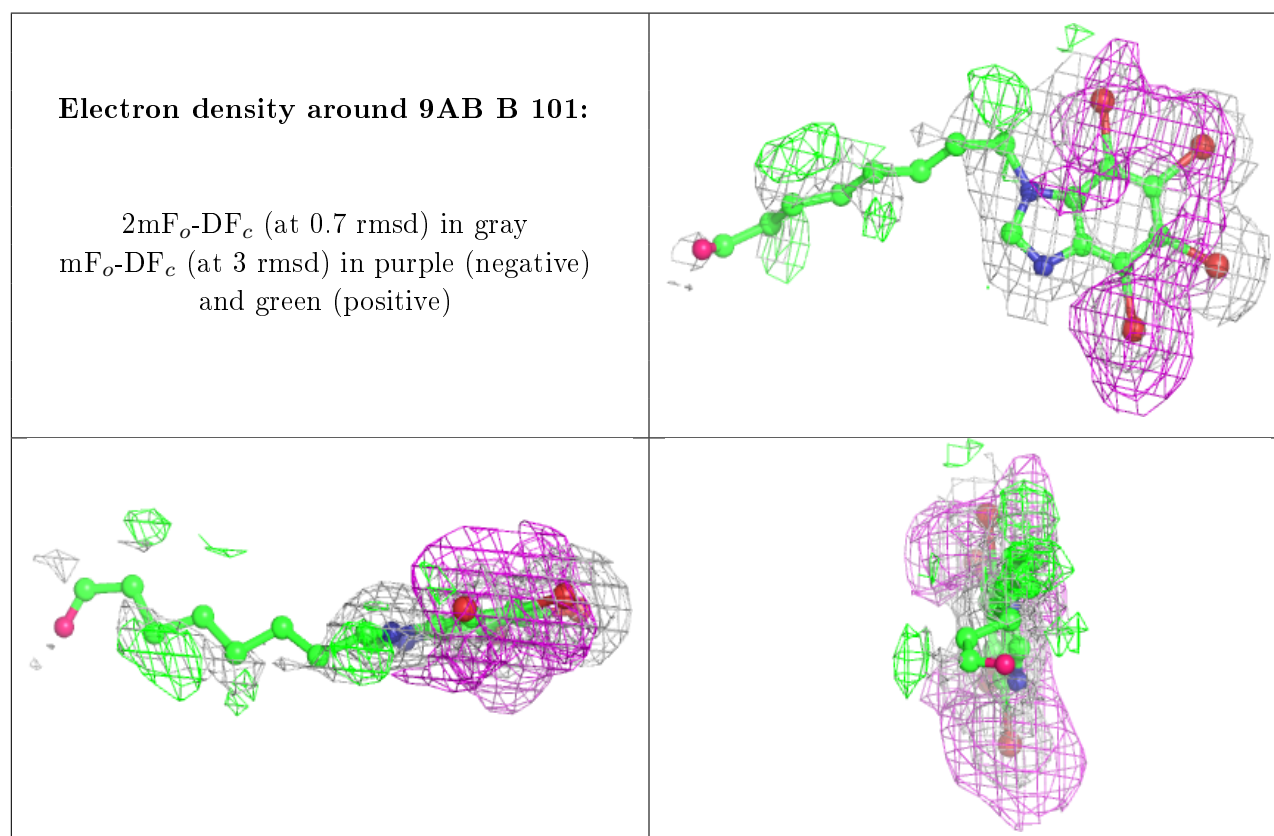 Electron density around 9AB B 101:
2mFₒ-DF𝒸 (at 0.7 rmsd) in gray
mFₒ-DF𝒸 (at 3 rmsd) in purple (negative)
and green (positive)